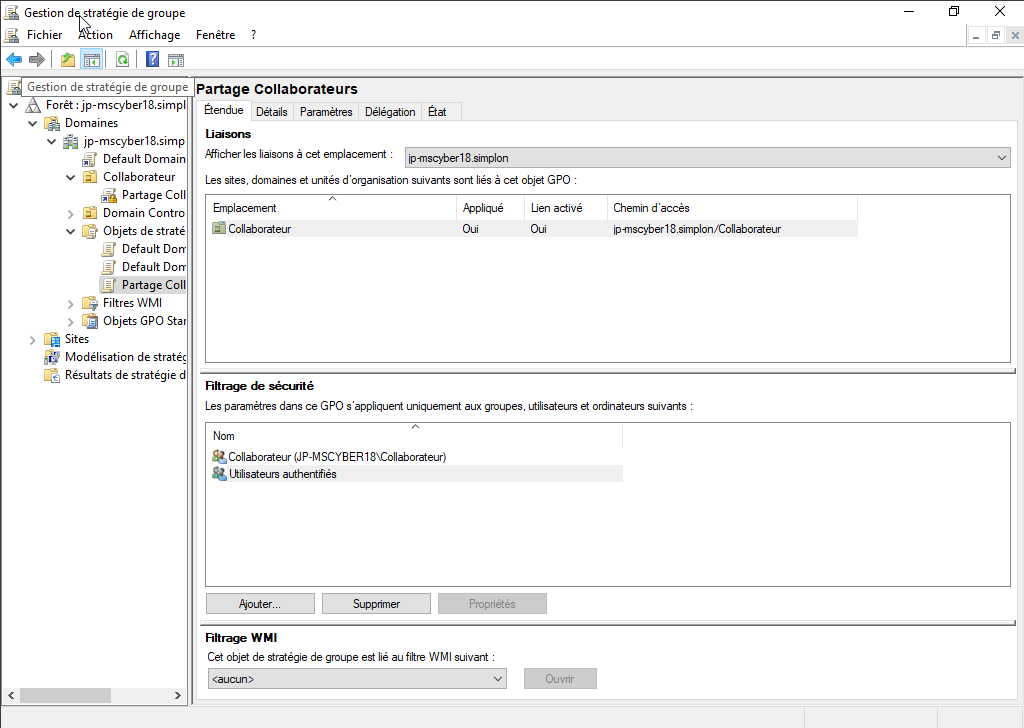 Gestion de stratégie de groupe
Fichier Action Affichage Fenêtre ?
Gestion de stratégie de groupe
Forêt : jp-mscyber18.simpl
Domaines
jp-mscyber18.simp
Default Domain
Collaborateur
Partage Coll
Domain Contro
Objets de straté
Default Dom
Default Dom
Partage Coll
Filtres WMI
Objets GPO Star
Sites
Modélisation de stratég
Résultats de stratégie d
Partage Collaborateurs
Étendue Détails Paramètres Délégation État
Liaisons
Afficher les liaisons à cet emplacement : jp-mscyber18.simplon
Les sites, domaines et unités d'organisation suivants sont liés à cet objet GPO :
Emplacement Appliqué Lien activé Chemin d'accès
Collaborateur Oui Oui jp-mscyber18.simplon/Collaborateur
Filtrage de sécurité
Les paramètres dans ce GPO s'appliquent uniquement aux groupes, utilisateurs et ordinateurs suivants :
Nom
Collaborateur (JP-MSCYBER18\Collaborateur)
Utilisateurs authentifiés
Ajouter... Supprimer Propriétés
Filtrage WMI
Cet objet de stratégie de groupe est lié au filtre WMI suivant :
<aucun> Ouvrir